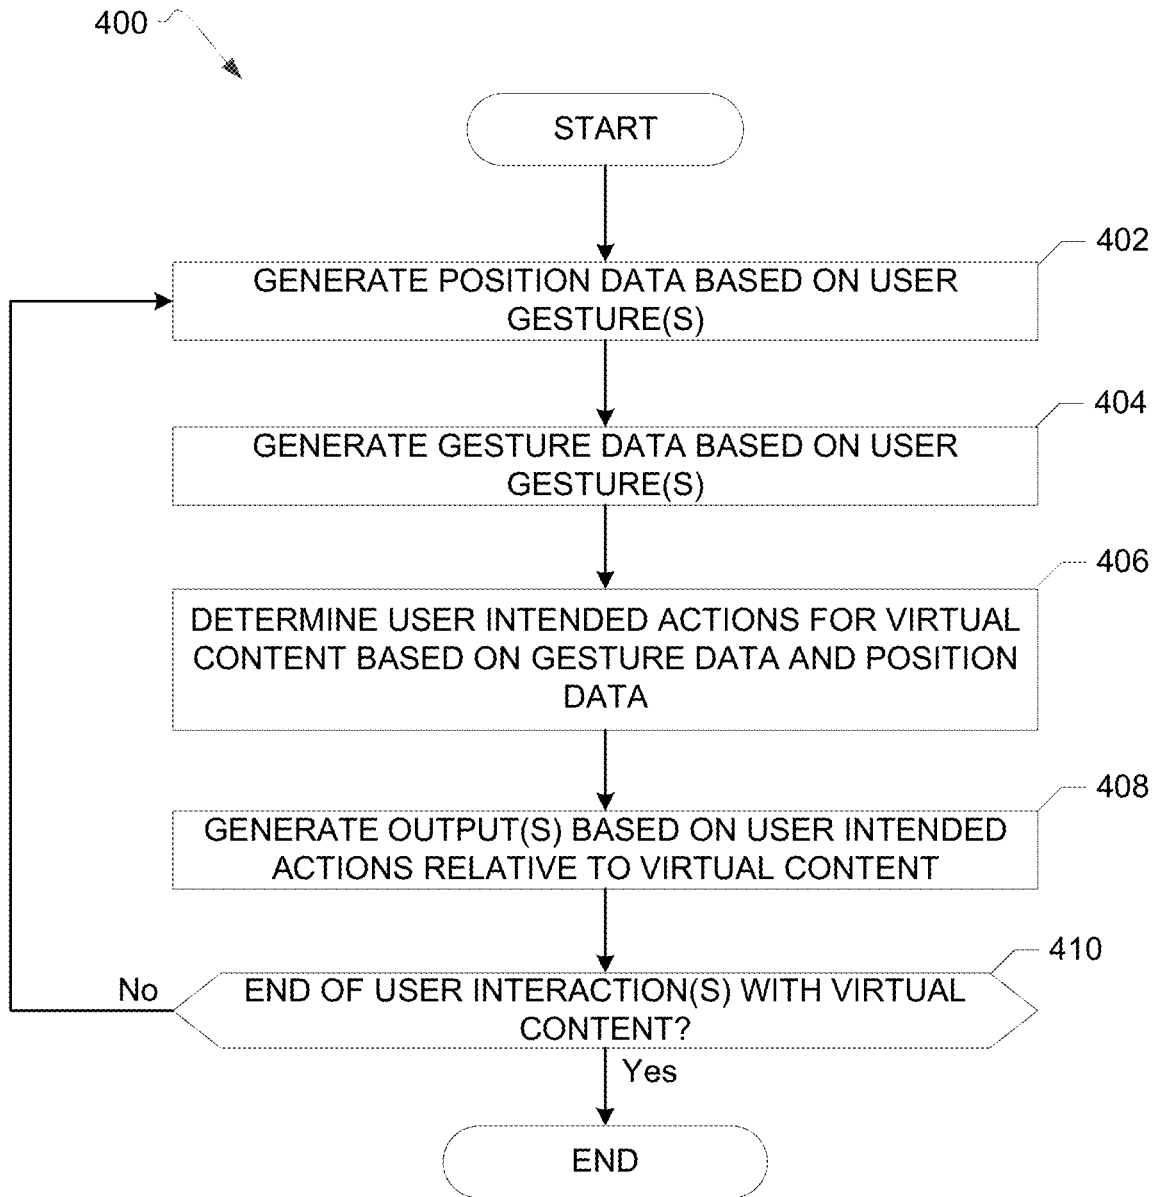 400
START
402
GENERATE POSITION DATA BASED ON USER
GESTURE(S)
404
GENERATE GESTURE DATA BASED ON USER
GESTURE(S)
406
DETERMINE USER INTENDED ACTIONS FOR VIRTUAL
CONTENT BASED ON GESTURE DATA AND POSITION
DATA
408
GENERATE OUTPUT(S) BASED ON USER INTENDED
ACTIONS RELATIVE TO VIRTUAL CONTENT
410
No
END OF USER INTERACTION(S) WITH VIRTUAL
CONTENT?
Yes
END